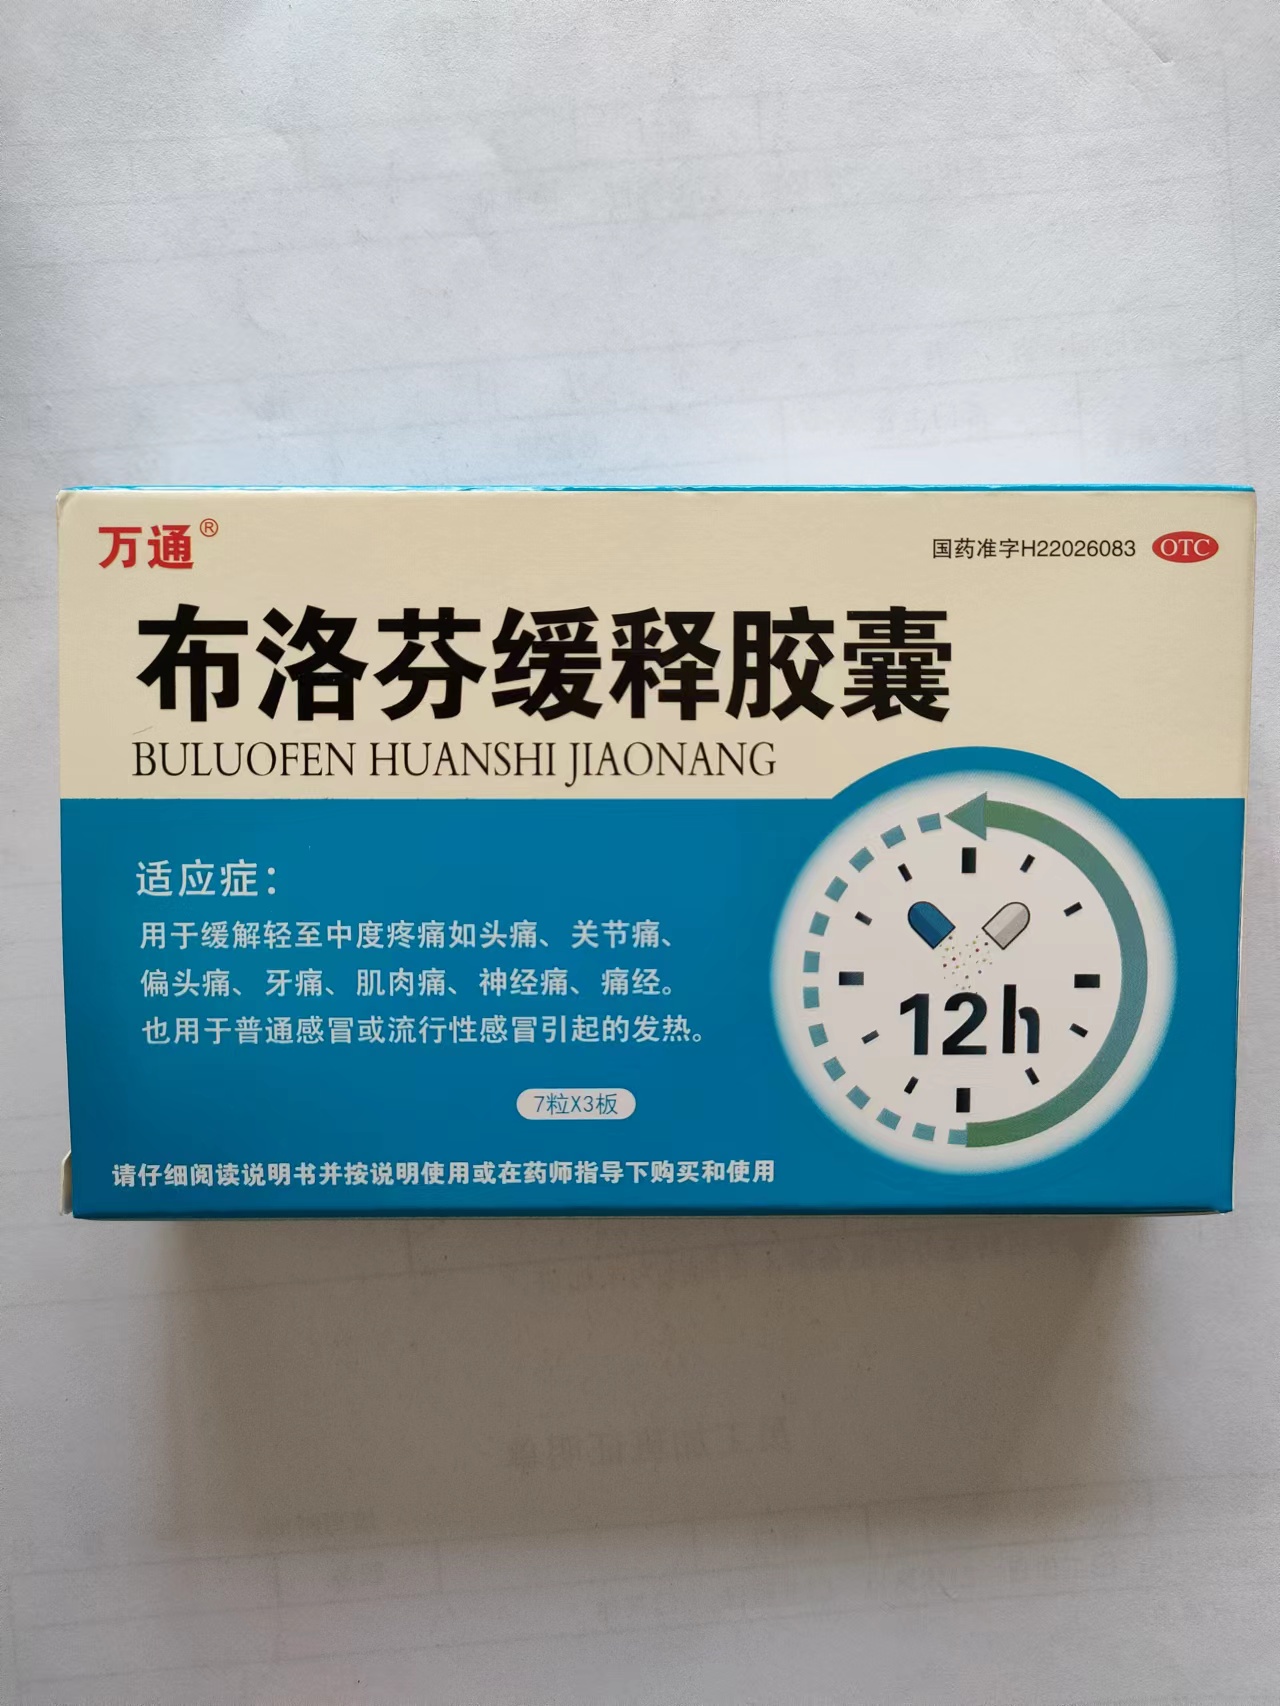 万通®
国药准字H22026083 OTC
布洛芬缓释胶囊
BULUOFEN HUANSHI JIAONANG
适应症：
用于缓解轻至中度疼痛如头痛、关节痛、
偏头痛、牙痛、肌肉痛、神经痛、痛经。
也用于普通感冒或流行性感冒引起的发热。
12h
7粒X3板
请仔细阅读说明书并按说明使用或在药师指导下购买和使用